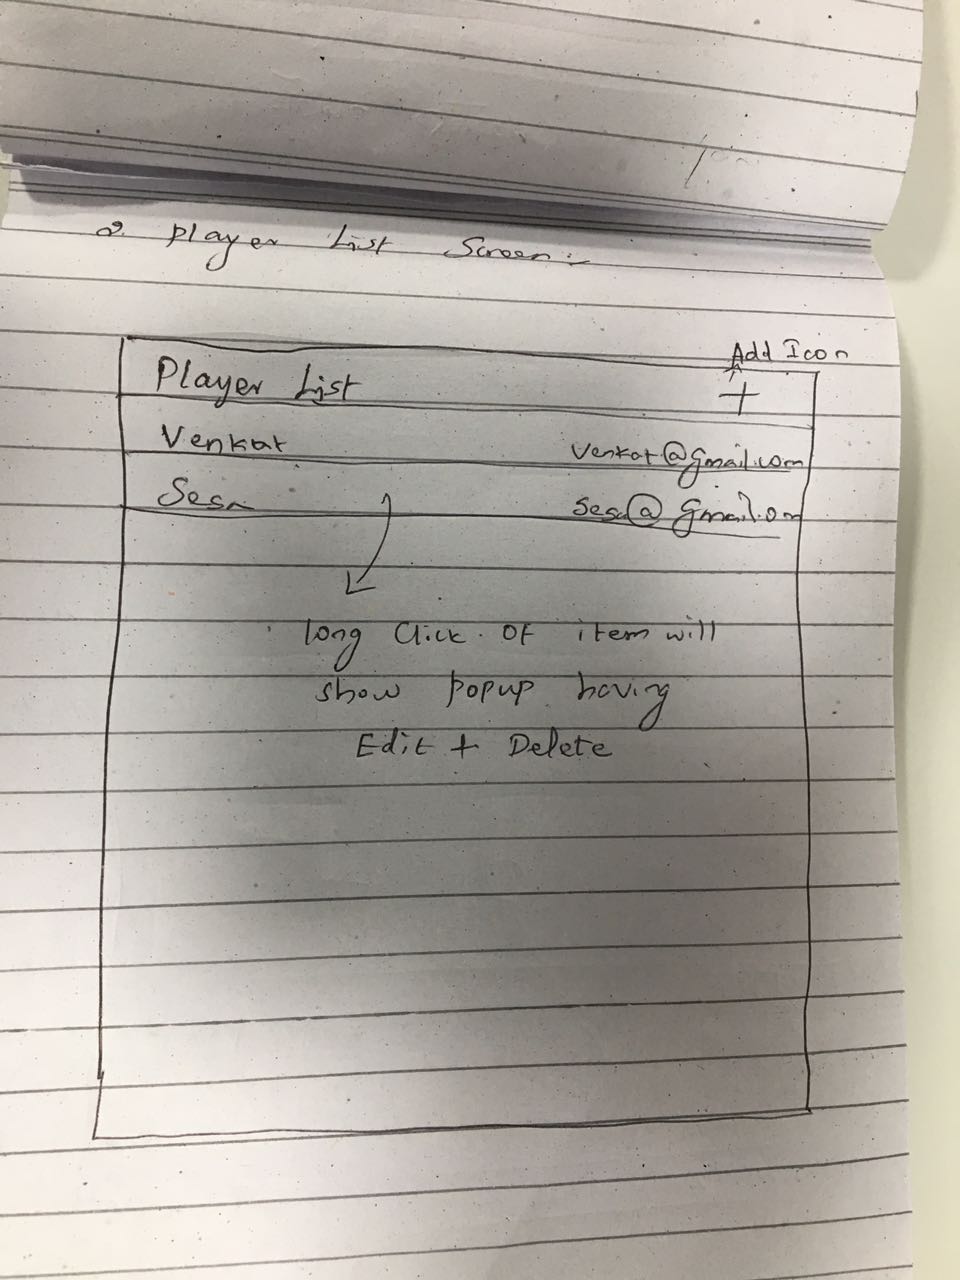 2. Player List Screen :-
Add Icon
Player List +
Venkat venkat@gmail.com
Sesa sesa@gmail.om
long Click of item will
show popup having
Edit + Delete